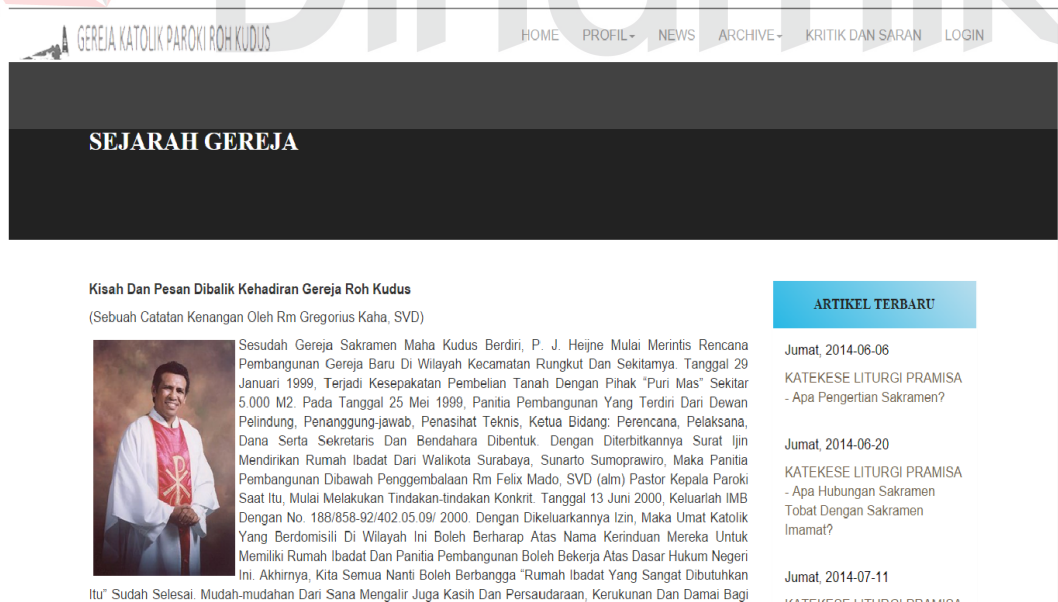 GEREJA KATOLIK PAROKI ROH KUDUS
HOME PROFIL NEWS ARCHIVE KRITIK DAN SARAN LOGIN
SEJARAH GEREJA
Kisah Dan Pesan Dibalik Kehadiran Gereja Roh Kudus
(Sebuah Catatan Kenangan Oleh Rm Gregorius Kaha, SVD)
Sesudah Gereja Sakramen Maha Kudus Berdiri, P. J. Heijne Mulai Merintis Rencana
Pembangunan Gereja Baru Di Wilayah Kecamatan Rungkut Dan Sekitarnya. Tanggal 29
Januari 1999, Terjadi Kesepakatan Pembelian Tanah Dengan Pihak "Puri Mas" Sekitar
5.000 M2. Pada Tanggal 25 Mei 1999, Panitia Pembangunan Yang Terdiri Dari Dewan
Pelindung, Penanggung-jawab, Penasihat Teknis, Ketua Bidang: Perencana, Pelaksana,
Dana Serta Sekretaris Dan Bendahara Dibentuk. Dengan Diterbitkannya Surat Ijin
Mendirikan Rumah Ibadat Dari Walikota Surabaya, Sunarto Sumoprawiro, Maka Panitia
Pembangunan Dibawah Penggembalaan Rm Felix Mado, SVD (alm) Pastor Kepala Paroki
Saat Itu, Mulai Melakukan Tindakan-tindakan Konkrit. Tanggal 13 Juni 2000, Keluarlah IMB
Dengan No. 188/858-92/402.05.09/ 2000. Dengan Dikeluarkannya Izin, Maka Umat Katolik
Yang Berdomisili Di Wilayah Ini Boleh Berharap Atas Nama Kerinduan Mereka Untuk
Memiliki Rumah Ibadat Dan Panitia Pembangunan Boleh Bekerja Atas Dasar Hukum Negeri
Ini. Akhirnya, Kita Semua Nanti Boleh Berbangga "Rumah Ibadat Yang Sangat Dibutuhkan
Itu" Sudah Selesai. Mudah-mudahan Dari Sana Mengalir Juga Kasih Dan Persaudaraan, Kerukunan Dan Damai Bagi
ARTIKEL TERBARU
Jumat, 2014-06-06
KATEKESE LITURGI PRAMISA
- Apa Pengertian Sakramen?
Jumat, 2014-06-20
KATEKESE LITURGI PRAMISA
- Apa Hubungan Sakramen
Tobat Dengan Sakramen
Imamat?
Jumat, 2014-07-11
KATEKESE LITURGI PRAMISA